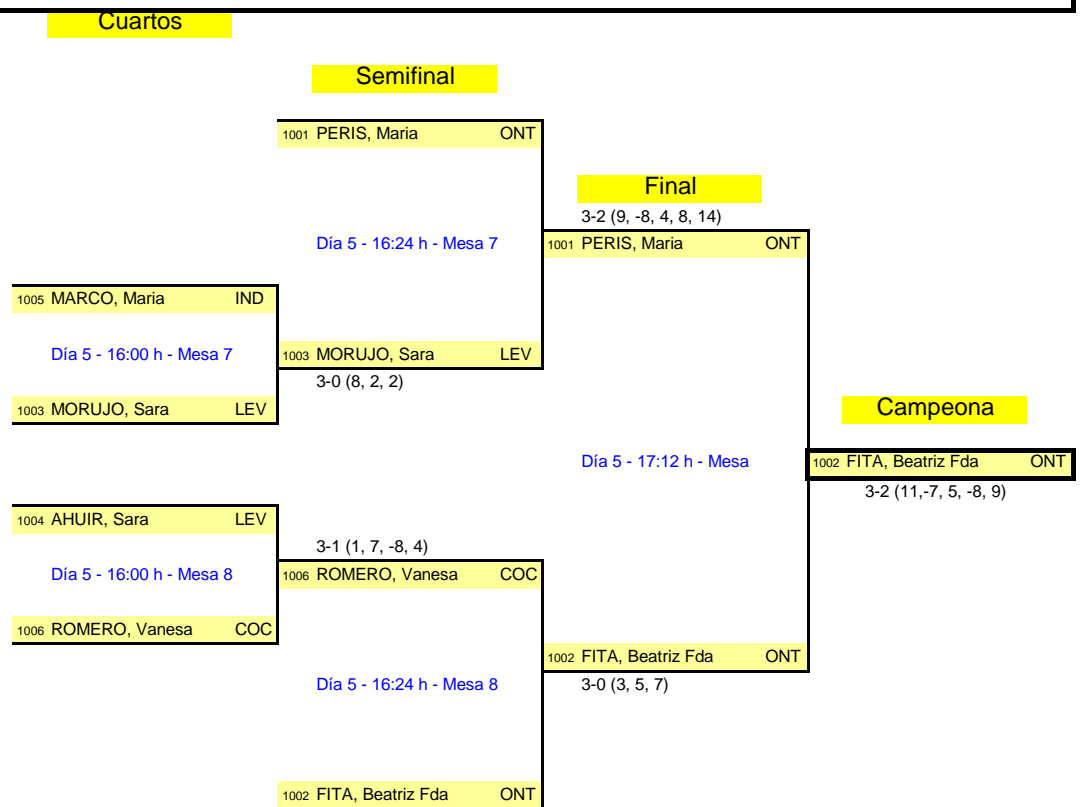 Cuartos
Semifinal
1001 PERIS, Maria ONT
Final
3-2 (9, -8, 4, 8, 14)
Día 5 - 16:24 h - Mesa 7
1001 PERIS, Maria ONT
1005 MARCO, Maria IND
Día 5 - 16:00 h - Mesa 7
1003 MORUJO, Sara LEV
3-0 (8, 2, 2)
1003 MORUJO, Sara LEV
Campeona
Día 5 - 17:12 h - Mesa
1002 FITA, Beatriz Fda ONT
3-2 (11,-7, 5, -8, 9)
1004 AHUIR, Sara LEV
3-1 (1, 7, -8, 4)
Día 5 - 16:00 h - Mesa 8
1006 ROMERO, Vanesa COC
1006 ROMERO, Vanesa COC
1002 FITA, Beatriz Fda ONT
Día 5 - 16:24 h - Mesa 8
3-0 (3, 5, 7)
1002 FITA, Beatriz Fda ONT